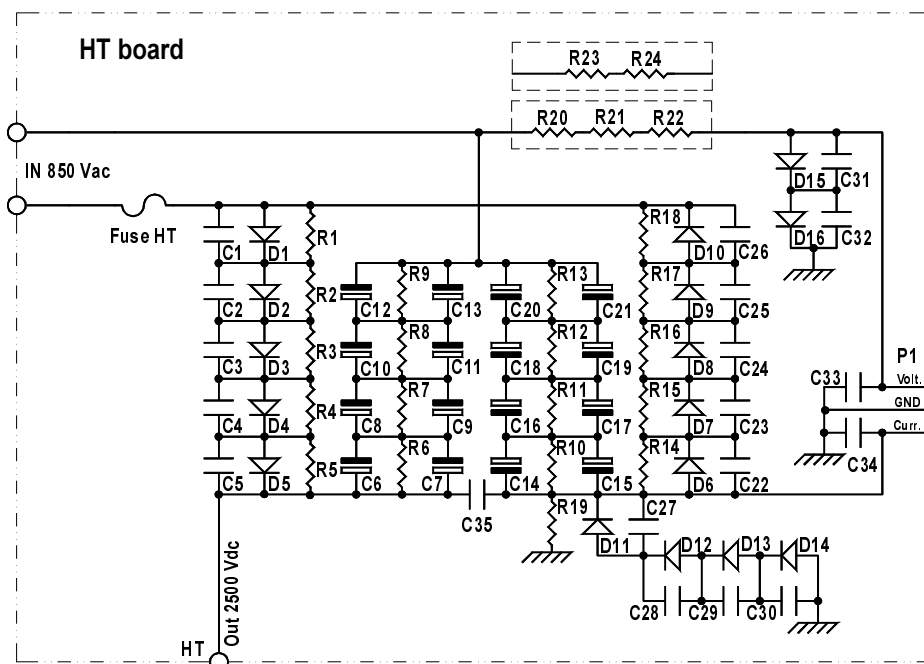 HT board
R23 R24
R20 R21 R22
IN 850 Vac
Fuse HT
D15 C31
D16 C32
C1 D1 R1
C2 D2 R2
C3 D3 R3
C4 D4 R4
C5 D5 R5
C12 R9 C13
C10 R8 C11
C8 R7 C9
C6 R6 C7
C20 R13 C21
C18 R12 C19
C16 R11 C17
C14 R10 C15
R18 D10 C26
R17 D9 C25
R16 D8 C24
R15 D7 C23
R14 D6 C22
P1
C33 Volt.
GND
Curr.
C34
C35 R19 D11 C27 D12 D13 D14
C28 C29 C30
Out 2500 Vdc
HT